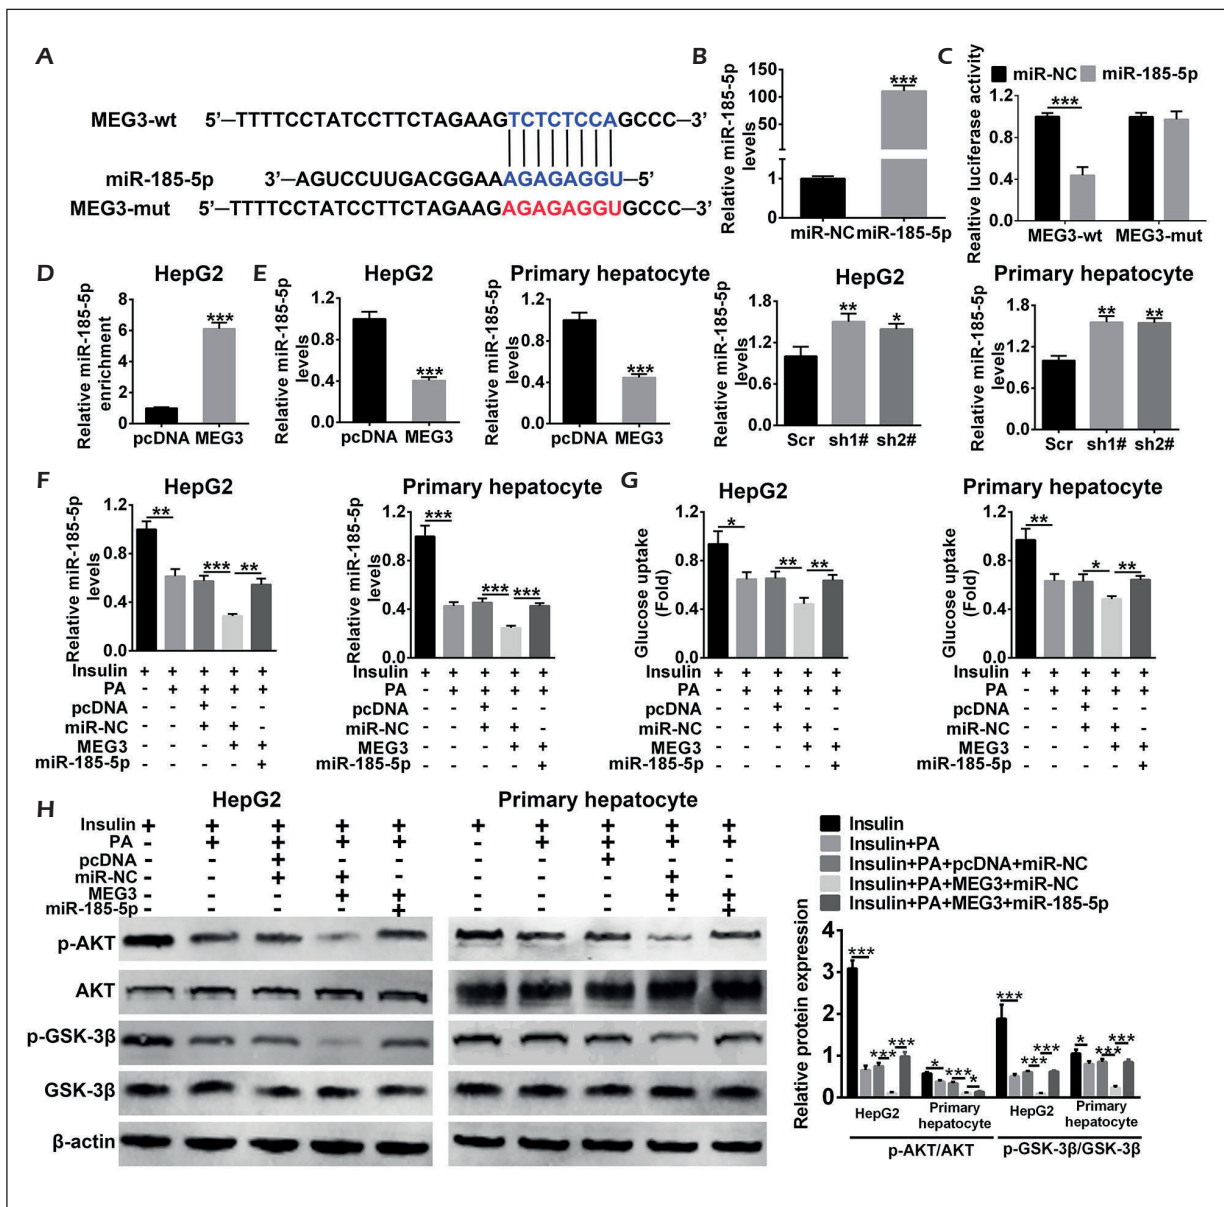 A
MEG3-wt 5'–TTTTCCTATCCTTCTAGAAGTCTCTCCAGCCC–3'
miR-185-5p 3'–AGUCCUUGACGGAAAGAGAGGU–5'
MEG3-mut 5'–TTTTCCTATCCTTCTAGAAGAGAGAGGUGCCC–3'
B
Relative miR-185-5p levels
150
100
50
1
0
***
miR-NC miR-185-5p
C
miR-NC miR-185-5p
Realtive luciferase activity
1.2
0.8
0.4
0.0
***
MEG3-wt MEG3-mut
D
HepG2
Relative miR-185-5p enrichment
8
6
4
2
0
***
pcDNA MEG3
E
HepG2
Relative miR-185-5p levels
1.2
0.8
0.4
0.0
***
pcDNA MEG3
Primary hepatocyte
Relative miR-185-5p levels
1.2
0.8
0.4
0.0
***
pcDNA MEG3
HepG2
Relative miR-185-5p levels
1.8
1.2
0.6
0.0
** *
Scr sh1# sh2#
Primary hepatocyte
Relative miR-185-5p levels
1.8
1.2
0.6
0.0
** **
Scr sh1# sh2#
F
HepG2
Relative miR-185-5p levels
1.2
0.8
0.4
0.0
** *** **
Insulin + + + + +
PA - + + + +
pcDNA - - + - -
miR-NC - - + + -
MEG3 - - - + +
miR-185-5p - - - - +
Primary hepatocyte
Relative miR-185-5p levels
1.2
0.8
0.4
0.0
*** *** ***
Insulin + + + + +
PA - + + + +
pcDNA - - + - -
miR-NC - - + + -
MEG3 - - - + +
miR-185-5p - - - - +
G
HepG2
Glucose uptake (Fold)
1.2
0.8
0.4
0.0
* ** **
Insulin + + + + +
PA - + + + +
pcDNA - - + - -
miR-NC - - + + -
MEG3 - - - + +
miR-185-5p - - - - +
Primary hepatocyte
Glucose uptake (Fold)
1.2
0.8
0.4
0.0
** * **
Insulin + + + + +
PA - + + + +
pcDNA - - + - -
miR-NC - - + + -
MEG3 - - - + +
miR-185-5p - - - - +
H
HepG2 Primary hepatocyte
Insulin + + + + + + + + + +
PA - + + + + - + + + +
pcDNA - - + - - - - + - -
miR-NC
MEG3
miR-185-5p
p-AKT
AKT
p-GSK-3β
GSK-3β
β-actin
Insulin
Insulin+PA
Insulin+PA+pcDNA+miR-NC
Insulin+PA+MEG3+miR-NC
Insulin+PA+MEG3+miR-185-5p
Relative protein expression
4
3
2
1
0
*** *** *** * *** * *** *** *** * *** ***
HepG2 Primary hepatocyte HepG2 Primary hepatocyte
p-AKT/AKT p-GSK-3β/GSK-3β